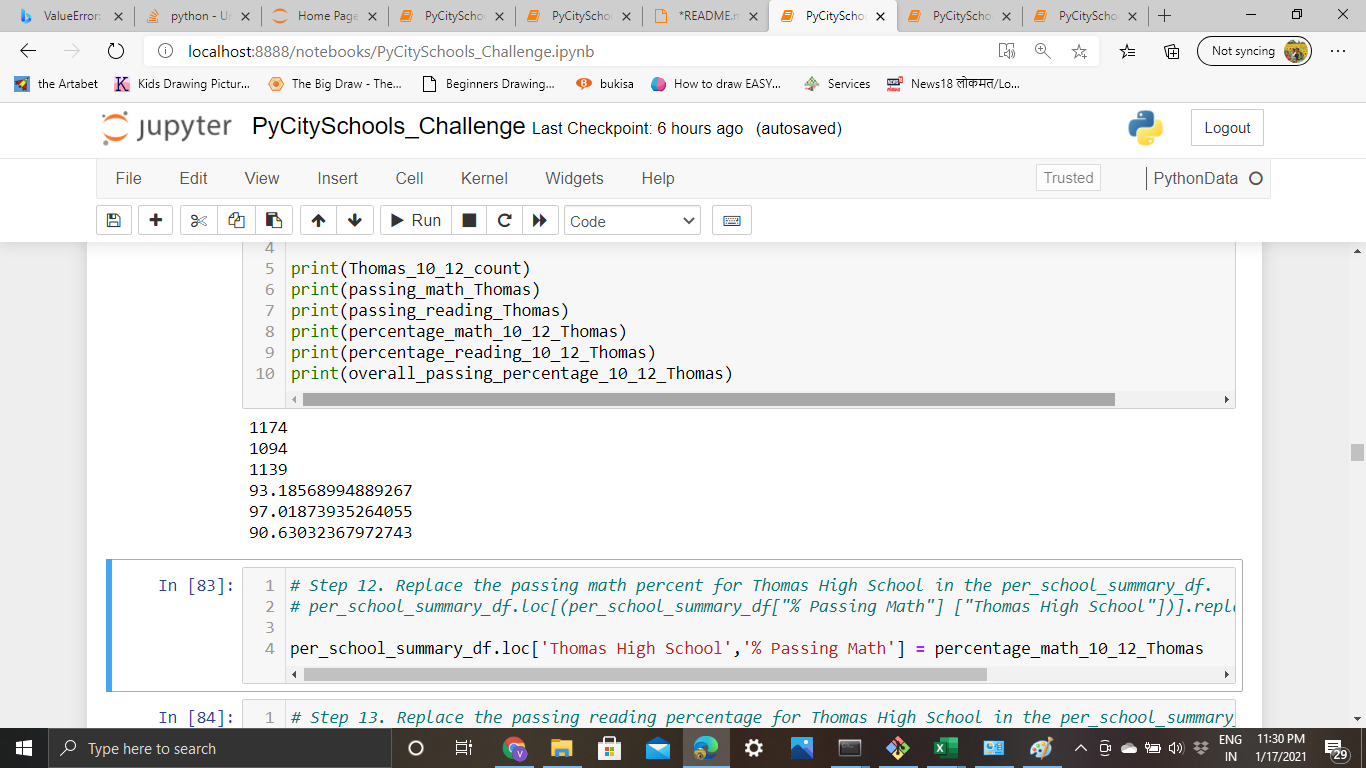 ValueError:
python - Ur
Home Page
PyCitySchoo
PyCitySchoo
*README.m
PyCityScho
PyCityScho
PyCityScho
localhost:8888/notebooks/PyCitySchools_Challenge.ipynb
Not syncing
the Artabet
Kids Drawing Pictur...
The Big Draw - The...
Beginners Drawing...
bukisa
How to draw EASY...
Services
News18 लोकमत/Lo...
jupyter PyCitySchools_Challenge Last Checkpoint: 6 hours ago (autosaved)
Logout
File Edit View Insert Cell Kernel Widgets Help
Trusted
PythonData
Run
Code
4
5 print(Thomas_10_12_count)
6 print(passing_math_Thomas)
7 print(passing_reading_Thomas)
8 print(percentage_math_10_12_Thomas)
9 print(percentage_reading_10_12_Thomas)
10 print(overall_passing_percentage_10_12_Thomas)
1174
1094
1139
93.18568994889267
97.01873935264055
90.63032367972743
In [83]:
1 # Step 12. Replace the passing math percent for Thomas High School in the per_school_summary_df.
2 # per_school_summary_df.loc[(per_school_summary_df["% Passing Math"] ["Thomas High School"])].repl
3
4 per_school_summary_df.loc['Thomas High School','% Passing Math'] = percentage_math_10_12_Thomas
In [84]:
1 # Step 13. Replace the passing reading percentage for Thomas High School in the per_school_summary_
Type here to search
ENG
IN
11:30 PM
1/17/2021
29